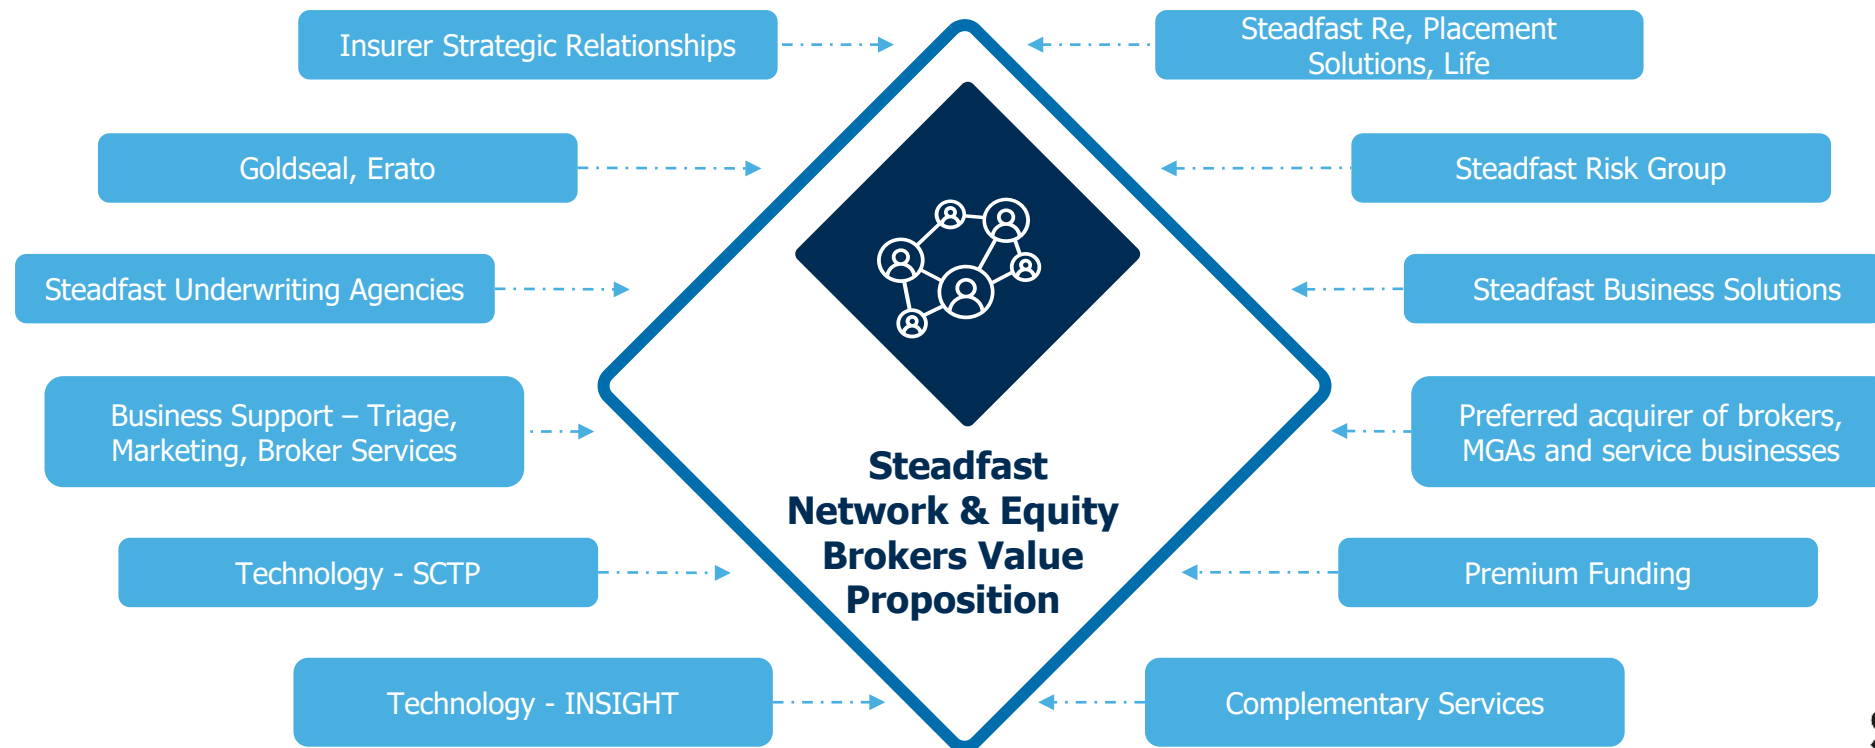 Insurer Strategic Relationships
Steadfast Re, Placement
Solutions, Life
Goldseal, Erato
Steadfast Risk Group
Steadfast Underwriting Agencies
Steadfast Business Solutions
Business Support – Triage,
Marketing, Broker Services
Preferred acquirer of brokers,
MGAs and service businesses
Steadfast
Network & Equity
Brokers Value
Proposition
Technology - SCTP
Premium Funding
Technology - INSIGHT
Complementary Services